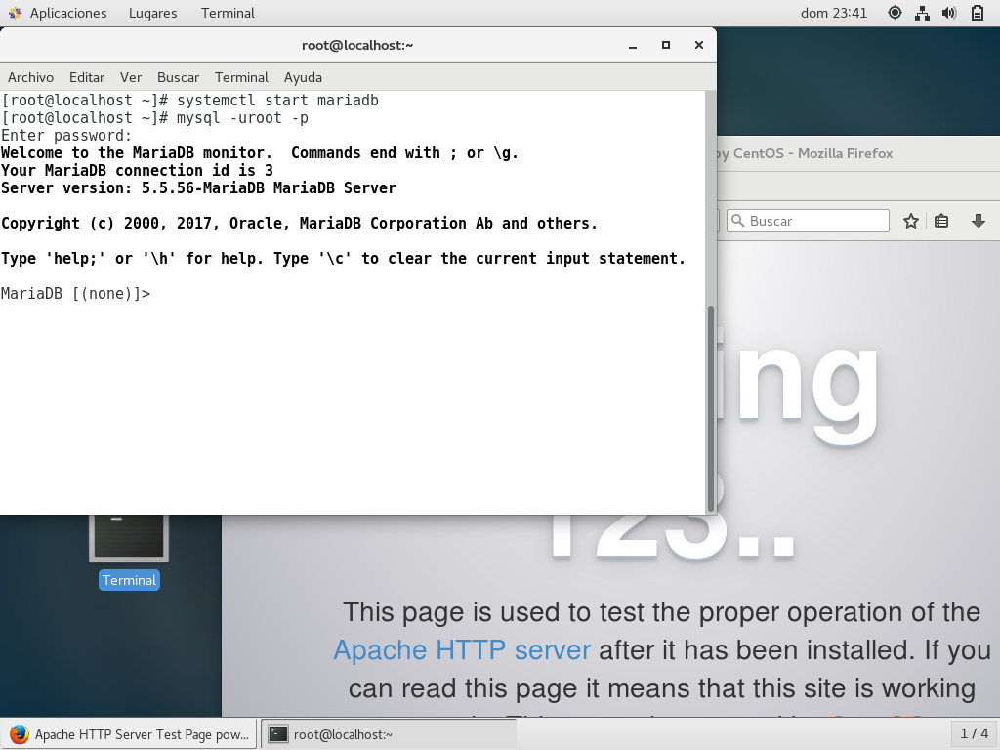 Aplicaciones Lugares Terminal dom 23:41
root@localhost:~
Archivo Editar Ver Buscar Terminal Ayuda
[root@localhost ~]# systemctl start mariadb
[root@localhost ~]# mysql -uroot -p
Enter password:
Welcome to the MariaDB monitor.  Commands end with ; or \g.
Your MariaDB connection id is 3
Server version: 5.5.56-MariaDB MariaDB Server
Copyright (c) 2000, 2017, Oracle, MariaDB Corporation Ab and others.
Type 'help;' or '\h' for help. Type '\c' to clear the current input statement.
MariaDB [(none)]>
by CentOS - Mozilla Firefox
Buscar
ing
123..
Terminal
This page is used to test the proper operation of the
Apache HTTP server after it has been installed. If you
can read this page it means that this site is working
Apache HTTP Server Test Page pow...
root@localhost:~
1 / 4